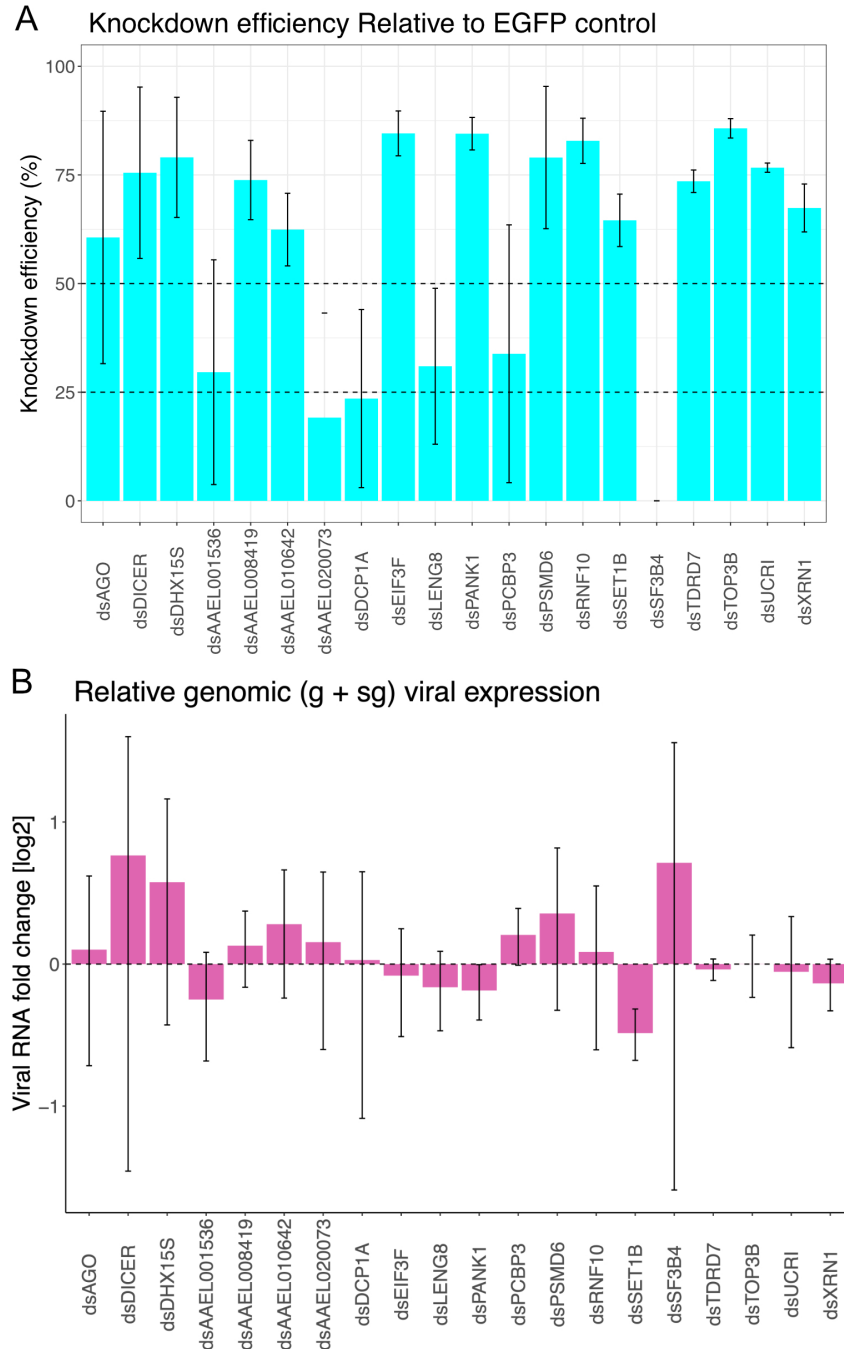 A
Knockdown efficiency Relative to EGFP control
Knockdown efficiency (%)
100
75
50
25
0
dsAGO
dsDICER
dsDHX15S
dsAAEL001536
dsAAEL008419
dsAAEL010642
dsAAEL020073
dsDCP1A
dsEIF3F
dsLENG8
dsPANK1
dsPCBP3
dsPSMD6
dsRNF10
dsSET1B
dsSF3B4
dsTDRD7
dsTOP3B
dsUCRI
dsXRN1
B
Relative genomic (g + sg) viral expression
Viral RNA fold change [log2]
1
0
−1
dsAGO
dsDICER
dsDHX15S
dsAAEL001536
dsAAEL008419
dsAAEL010642
dsAAEL020073
dsDCP1A
dsEIF3F
dsLENG8
dsPANK1
dsPCBP3
dsPSMD6
dsRNF10
dsSET1B
dsSF3B4
dsTDRD7
dsTOP3B
dsUCRI
dsXRN1